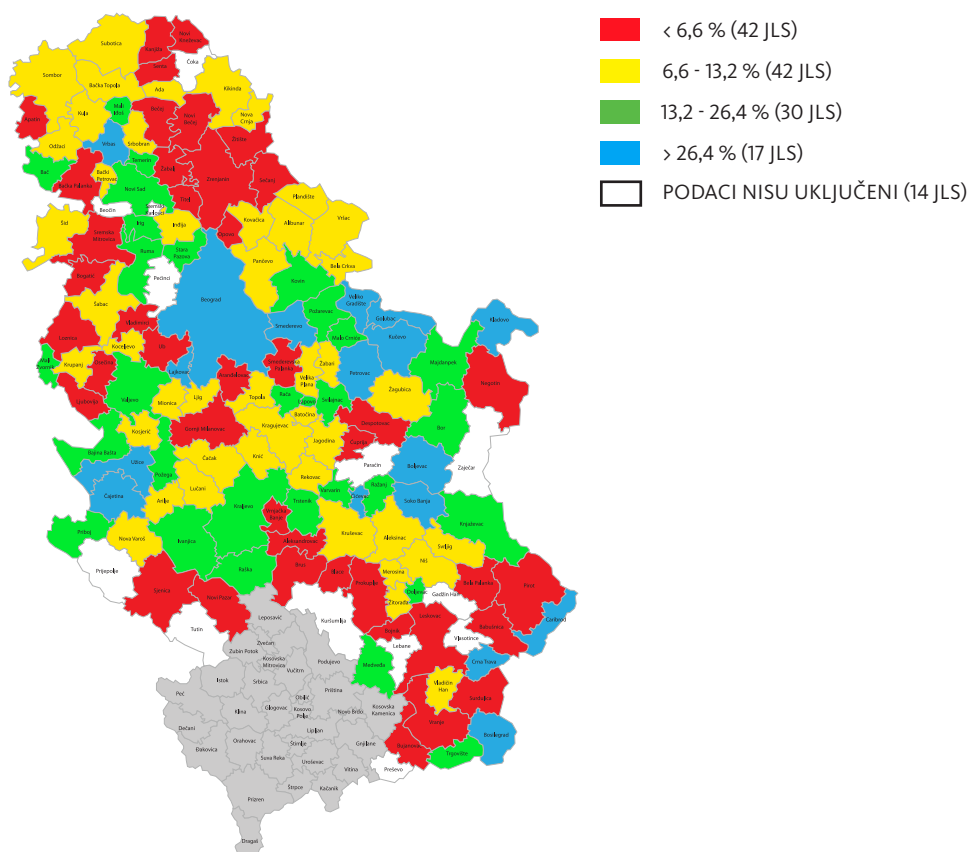 < 6,6 % (42 JLS)
6,6 - 13,2 % (42 JLS)
13,2 - 26,4 % (30 JLS)
> 26,4 % (17 JLS)
PODACI NISU UKLJUČENI (14 JLS)
Subotica
Kanjiža
Novi
Kneževac
Senta
Čoka
Sombor
Bačka Topola
Ada
Kikinda
Mali
Iđoš
Bečej
Novi
Bečej
Nova
Crnja
Apatin
Kula
Vrbas
Srbobran
Odžaci
Žitište
Bač
Bačka Palanka
Bački
Petrovac
Temerin
Novi Sad
Žabalj
Zrenjanin
Sečanj
Titel
Beočin
Sremski
Karlovci
Plandište
Šid
Sremska
Mitrovica
Irig
Inđija
Opovo
Kovačica
Alibunar
Vršac
Ruma
Stara
Pazova
Pančevo
Bela Crkva
Bogatić
Pećinci
Kovin
Šabac
Beograd
Požarevac
Veliko
Gradište
Golubac
Kladovo
Loznica
Vladimirci
Smederevo
Malo Crniće
Kučevo
Koceljevo
Ub
Majdanpek
Mali
Zvornik
Krupanj
Osečina
Lajkovac
Aranđelovac
Smederevska
Palanka
Žabari
Petrovac
Negotin
Velika
Plana
Ljubovija
Valjevo
Mionica
Ljig
Topola
Rača
Lapovo
Svilajnac
Žagubica
Batočina
Kosjerić
Gornji Milanovac
Kragujevac
Jagodina
Despotovac
Bor
Bajina Bašta
Užice
Požega
Čačak
Knić
Ćuprija
Paraćin
Boljevac
Zaječar
Čajetina
Arilje
Lučani
Rekovac
Kraljevo
Varvarin
Ćićevac
Ražanj
Soko Banja
Trstenik
Vrnjačka
Banja
Knjaževac
Priboj
Nova Varoš
Ivanjica
Kruševac
Aleksinac
Svrljig
Aleksandrovac
Prijepolje
Raška
Brus
Blace
Merošina
Niš
Prokuplje
Bela Palanka
Pirot
Sjenica
Novi Pazar
Žitorađa
Doljevac
Gadžin Han
Tutin
Kuršumlija
Bojnik
Leskovac
Babušnica
Caribrod
Lebane
Vlasotince
Medveđa
Crna Trava
Vladičin
Han
Surdulica
Vranje
Bosilegrad
Bujanovac
Trgovište
Preševo
Leposavić
Zvečan
Zubin Potok
Kosovska
Mitrovica
Podujevo
Vučitrn
Istok
Srbica
Peć
Priština
Obilić
Klina
Glogovac
Kosovo
Polje
Novo Brdo
Kosovska
Kamenica
Dečani
Lipljan
Orahovac
Štimlje
Gnjilane
Đakovica
Suva Reka
Uroševac
Vitina
Štrpce
Kačanik
Prizren
Dragaš